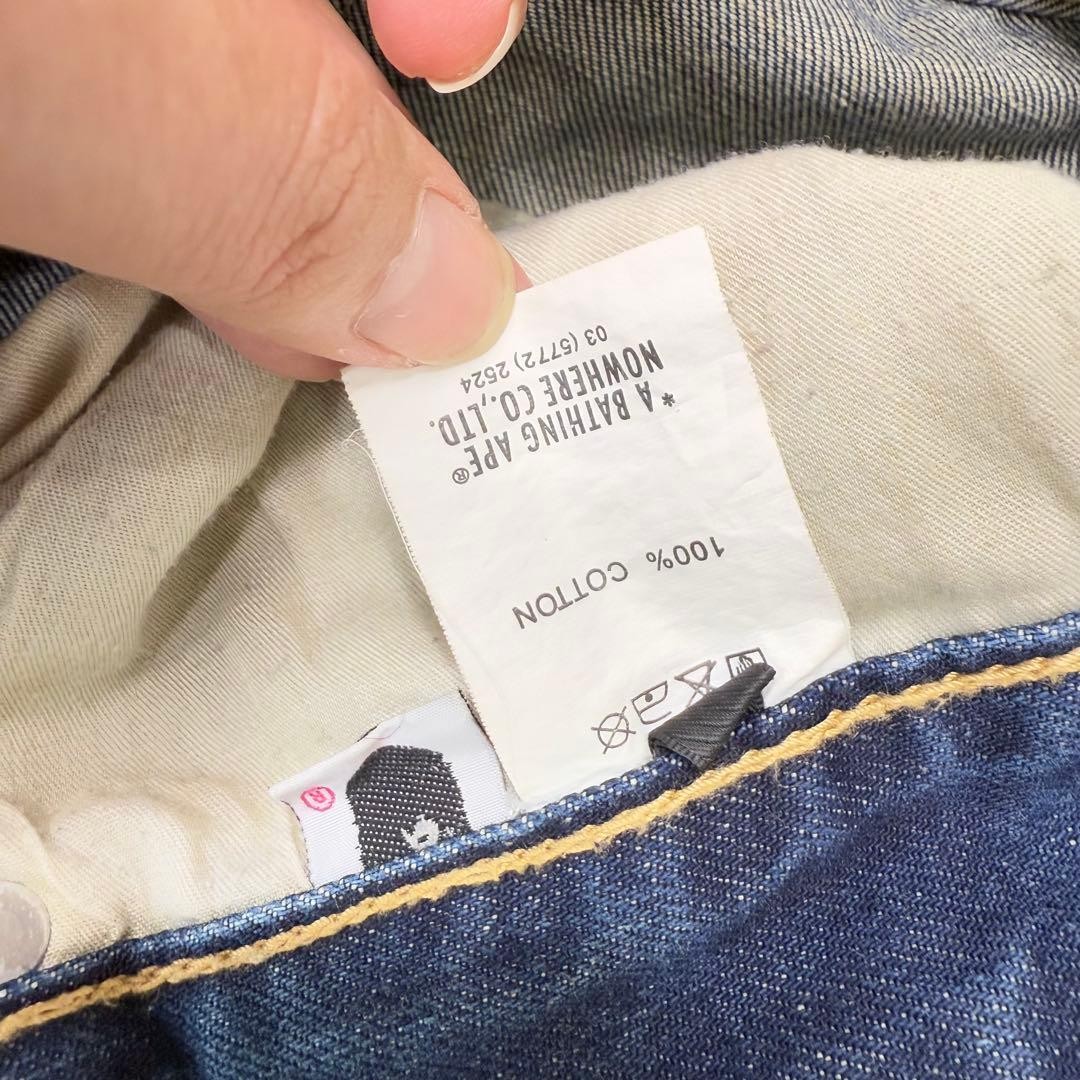 100% COTTON
* A BATHING APE®
NOWHERE CO.,LTD.
03 (5772) 2524
®